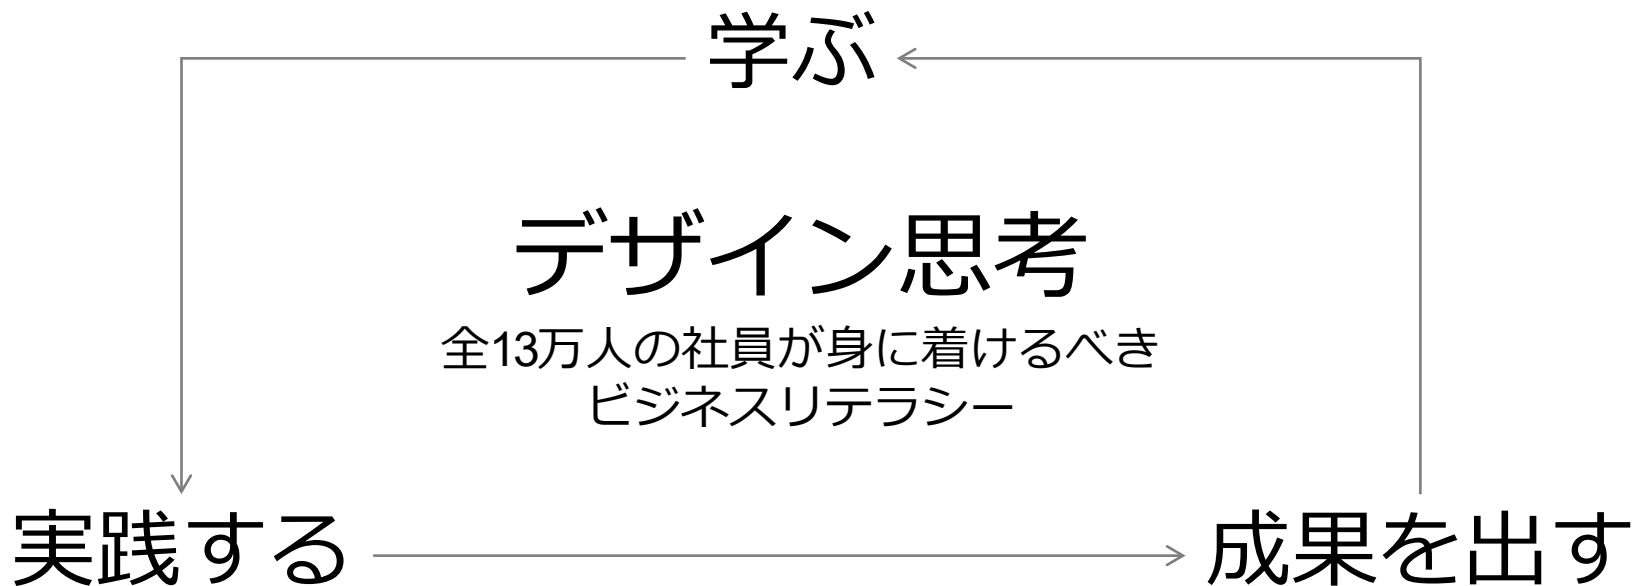 学ぶ
デザイン思考
全13万人の社員が身に着けるべき
ビジネスリテラシー
実践する
成果を出す